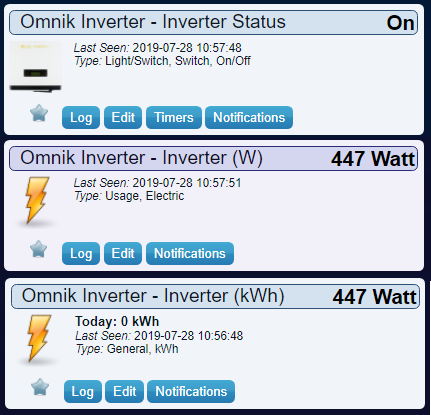 Omnik Inverter - Inverter Status On
Last Seen: 2019-07-28 10:57:48
Type: Light/Switch, Switch, On/Off
Log Edit Timers Notifications
Omnik Inverter - Inverter (W) 447 Watt
Last Seen: 2019-07-28 10:57:51
Type: Usage, Electric
Log Edit Notifications
Omnik Inverter - Inverter (kWh) 447 Watt
Today: 0 kWh
Last Seen: 2019-07-28 10:56:48
Type: General, kWh
Log Edit Notifications